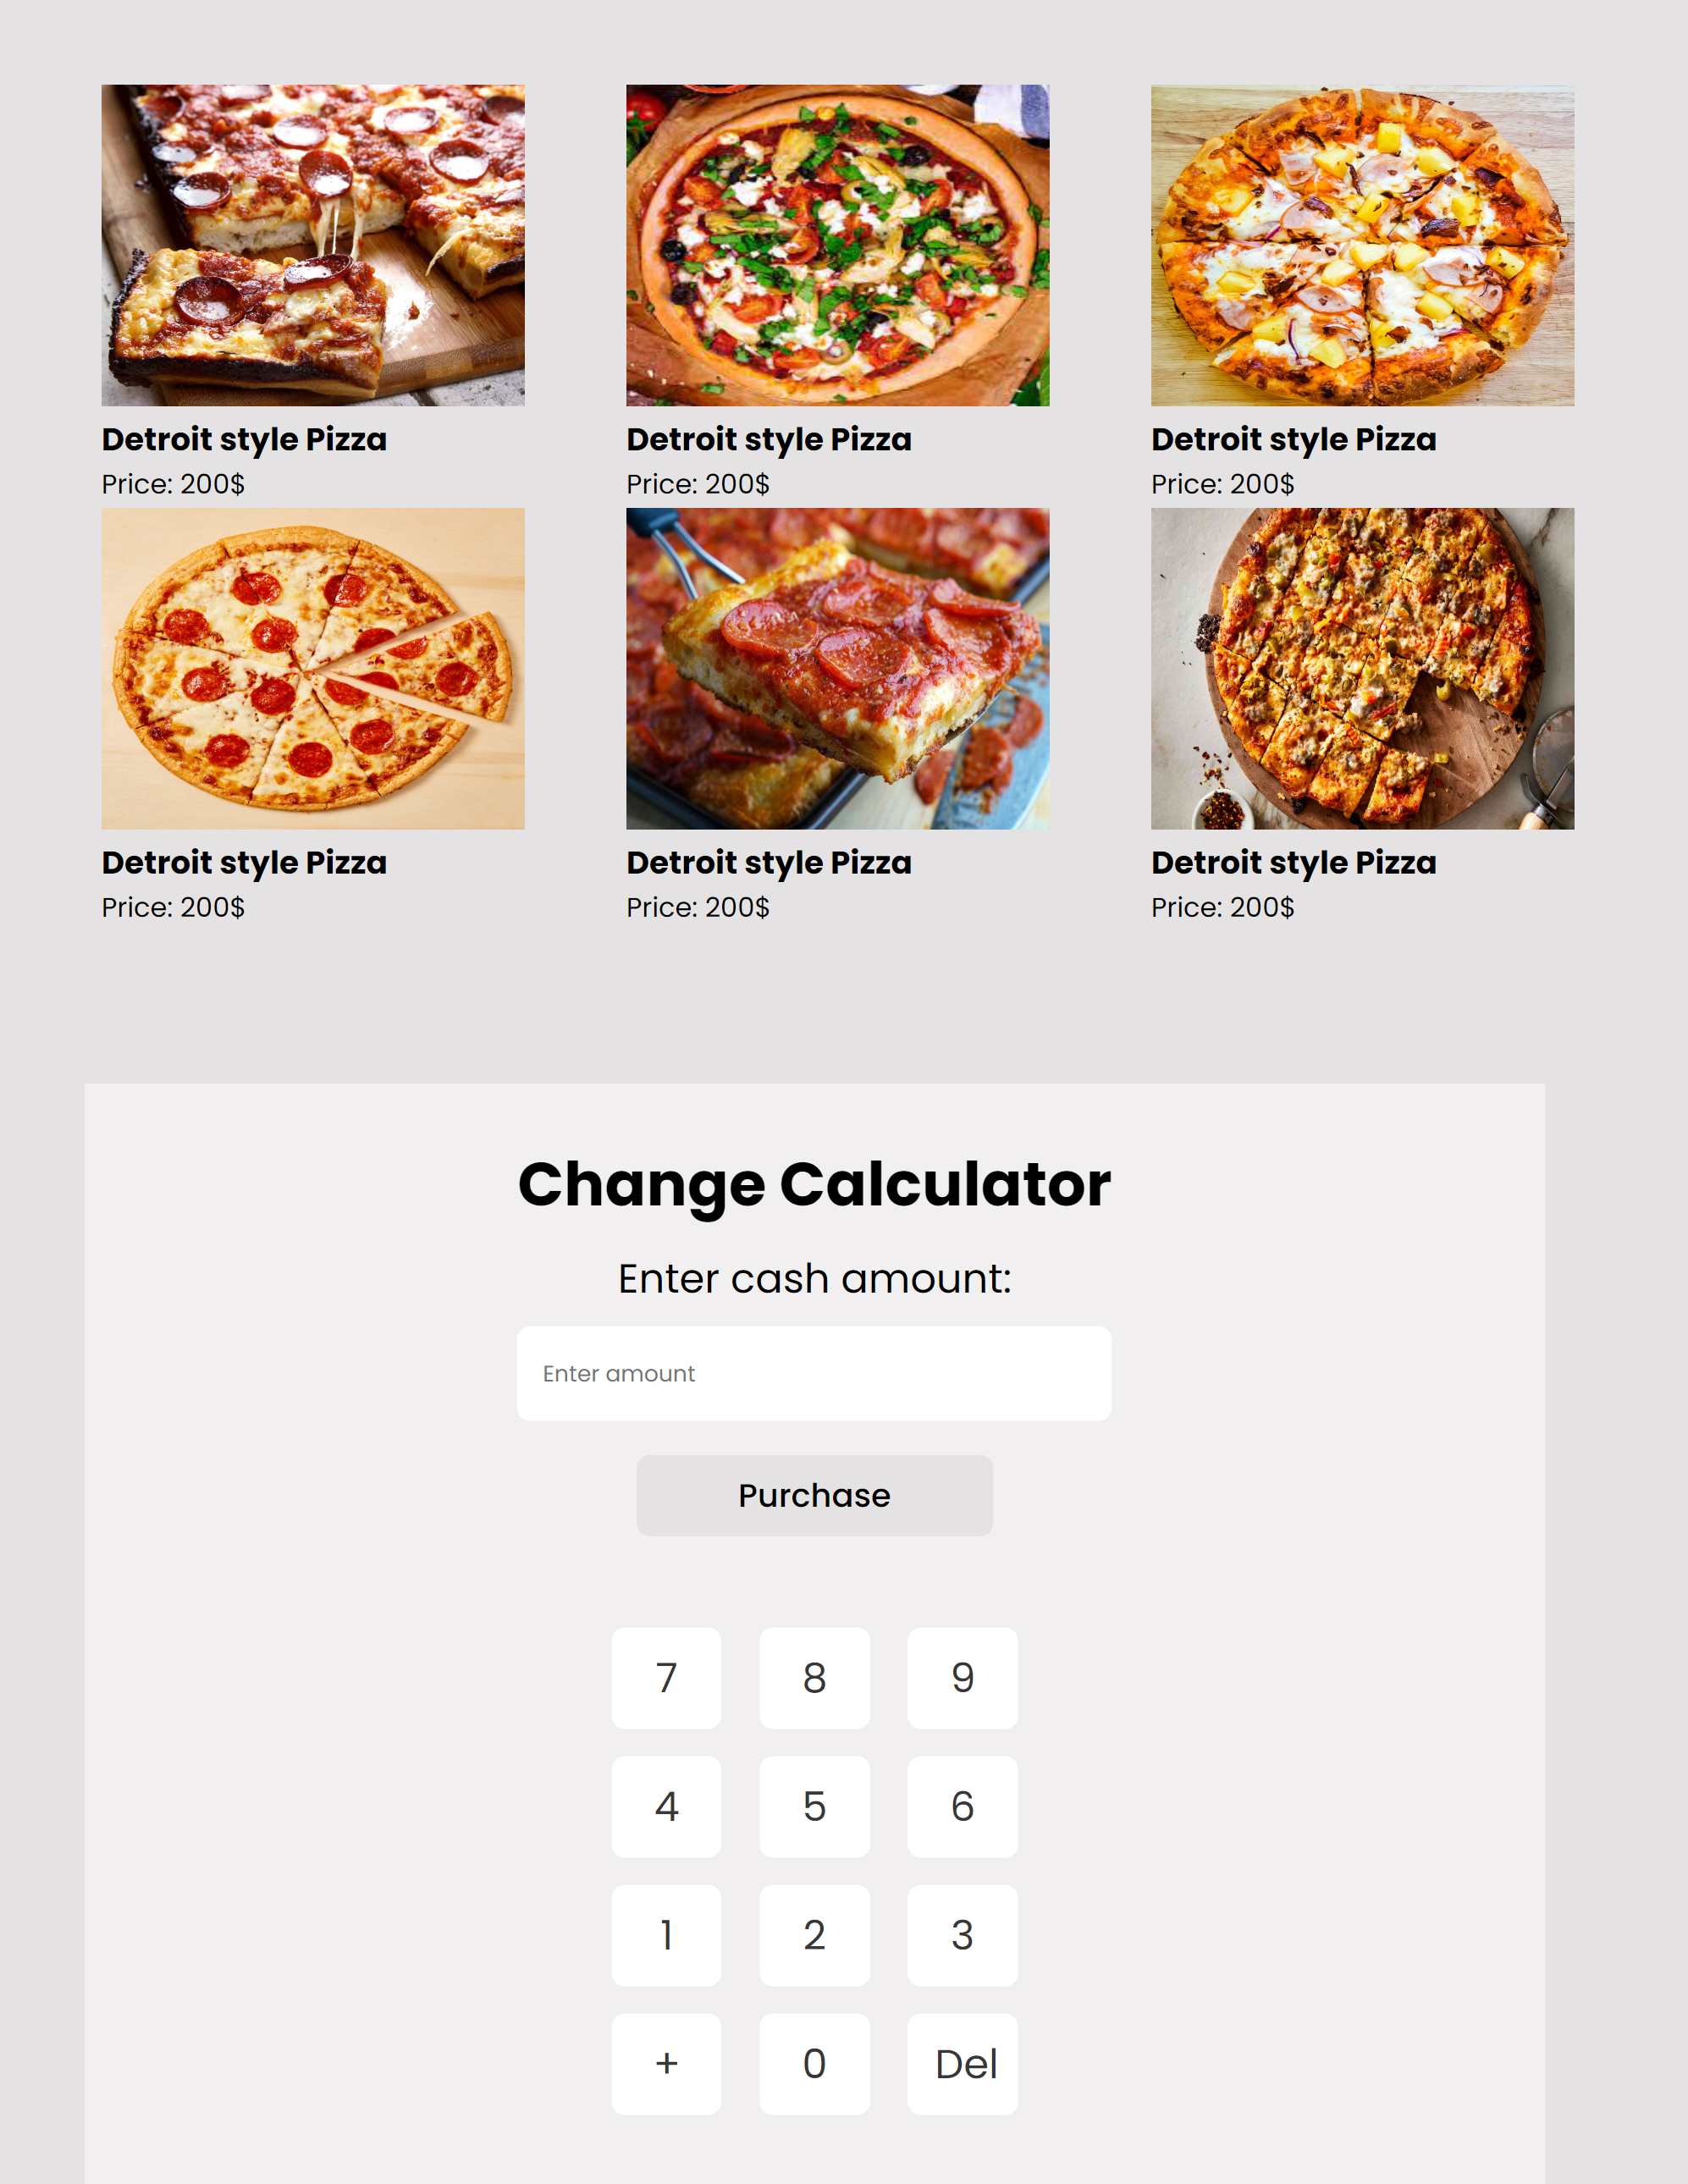 Detroit style Pizza
Price: 200$
Detroit style Pizza
Price: 200$
Detroit style Pizza
Price: 200$
Detroit style Pizza
Price: 200$
Detroit style Pizza
Price: 200$
Detroit style Pizza
Price: 200$
Change Calculator
Enter cash amount:
Enter amount
Purchase
7 8 9
4 5 6
1 2 3
+ 0 Del